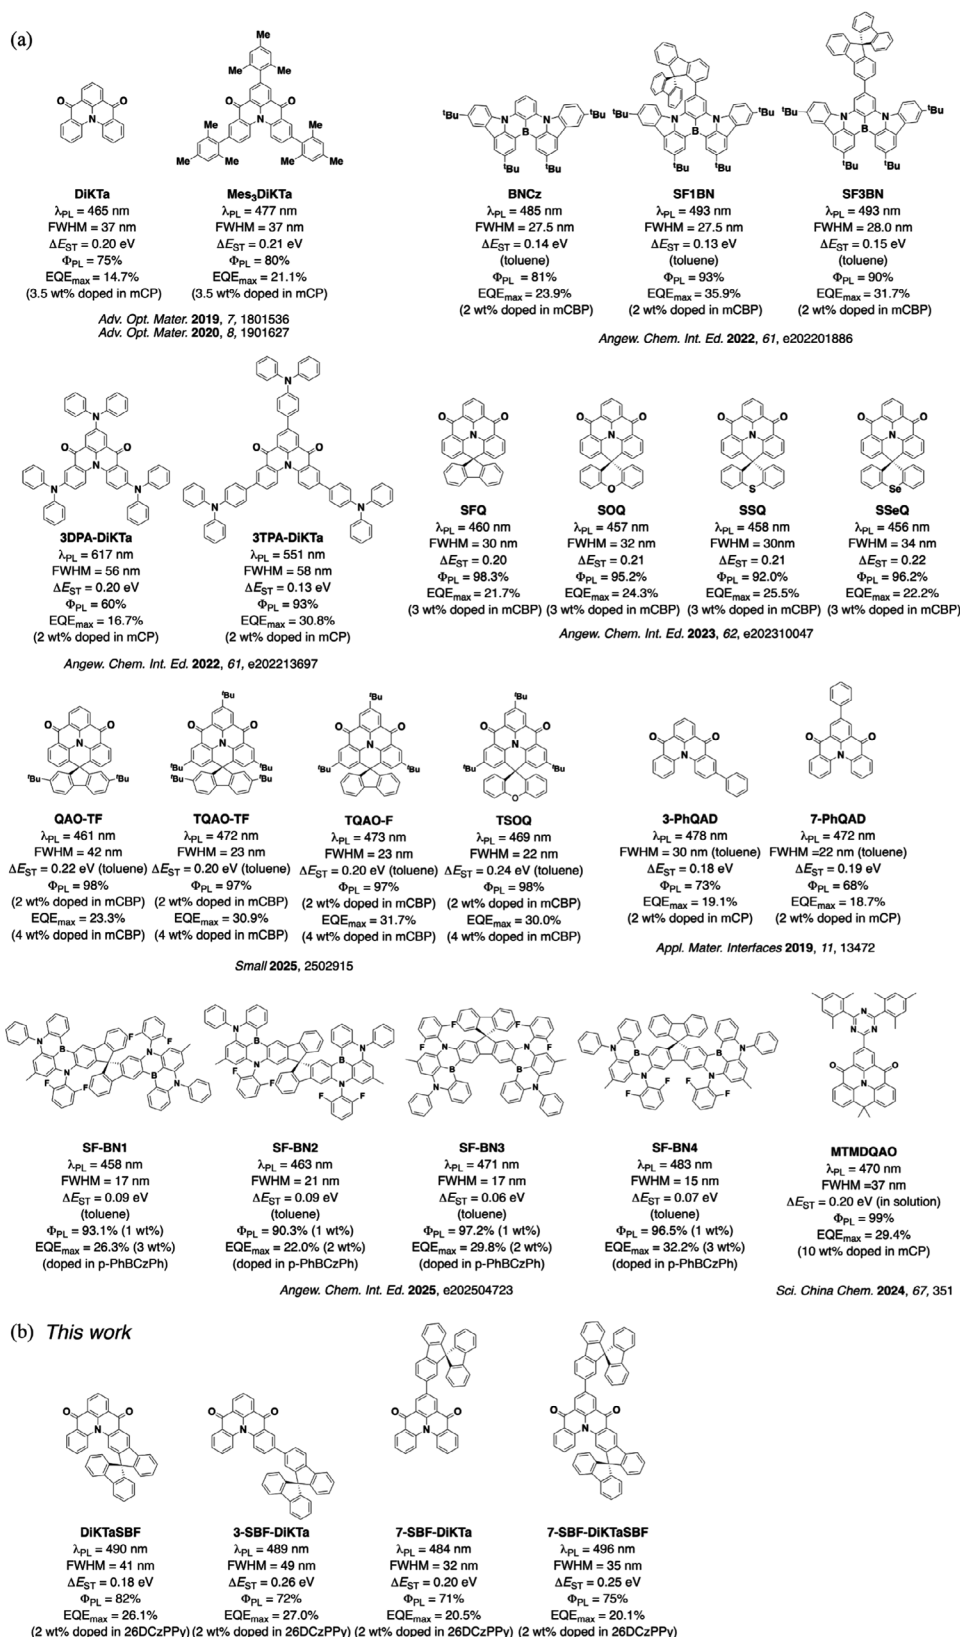 (a)
DiKTa
λPL = 465 nm
FWHM = 37 nm
ΔEST = 0.20 eV
ΦPL = 75%
EQEmax = 14.7%
(3.5 wt% doped in mCP)
Me
Me
Me
Me
Me
Me
Me
Me
Me
Mes3DiKTa
λPL = 477 nm
FWHM = 37 nm
ΔEST = 0.21 eV
ΦPL = 80%
EQEmax = 21.1%
(3.5 wt% doped in mCP)
Adv. Opt. Mater. 2019, 7, 1801536
Adv. Opt. Mater. 2020, 8, 1901627
BNCz
λPL = 485 nm
FWHM = 27.5 nm
ΔEST = 0.14 eV
(toluene)
ΦPL = 81%
EQEmax = 23.9%
(2 wt% doped in mCBP)
SF1BN
λPL = 493 nm
FWHM = 27.5 nm
ΔEST = 0.13 eV
(toluene)
ΦPL = 93%
EQEmax = 35.9%
(2 wt% doped in mCBP)
SF3BN
λPL = 493 nm
FWHM = 28.0 nm
ΔEST = 0.15 eV
(toluene)
ΦPL = 90%
EQEmax = 31.7%
(2 wt% doped in mCBP)
Angew. Chem. Int. Ed. 2022, 61, e202201886
3DPA-DiKTa
λPL = 617 nm
FWHM = 56 nm
ΔEST = 0.20 eV
ΦPL = 60%
EQEmax = 16.7%
(2 wt% doped in mCP)
3TPA-DiKTa
λPL = 551 nm
FWHM = 58 nm
ΔEST = 0.13 eV
ΦPL = 93%
EQEmax = 30.8%
(2 wt% doped in mCP)
Angew. Chem. Int. Ed. 2022, 61, e202213697
SFQ
λPL = 460 nm
FWHM = 30 nm
ΔEST = 0.20
ΦPL = 98.3%
EQEmax = 21.7%
(3 wt% doped in mCBP)
SOQ
λPL = 457 nm
FWHM = 32 nm
ΔEST = 0.21
ΦPL = 95.2%
EQEmax = 24.3%
(3 wt% doped in mCBP)
SSQ
λPL = 458 nm
FWHM = 30nm
ΔEST = 0.21
ΦPL = 92.0%
EQEmax = 25.5%
(3 wt% doped in mCBP)
SSeQ
λPL = 456 nm
FWHM = 34 nm
ΔEST = 0.22
ΦPL = 96.2%
EQEmax = 22.2%
(3 wt% doped in mCBP)
Angew. Chem. Int. Ed. 2023, 62, e202310047
QAO-TF
λPL = 461 nm
FWHM = 42 nm
ΔEST = 0.22 eV (toluene)
ΦPL = 98%
(2 wt% doped in mCBP)
EQEmax = 23.3%
(4 wt% doped in mCBP)
TQAO-TF
λPL = 472 nm
FWHM = 23 nm
ΔEST = 0.20 eV (toluene)
ΦPL = 97%
(2 wt% doped in mCBP)
EQEmax = 30.9%
(4 wt% doped in mCBP)
TQAO-F
λPL = 473 nm
FWHM = 23 nm
ΔEST = 0.20 eV (toluene)
ΦPL = 97%
(2 wt% doped in mCBP)
EQEmax = 31.7%
(4 wt% doped in mCBP)
TSOQ
λPL = 469 nm
FWHM = 22 nm
ΔEST = 0.24 eV (toluene)
ΦPL = 98%
(2 wt% doped in mCBP)
EQEmax = 30.0%
(4 wt% doped in mCBP)
Small 2025, 2502915
3-PhQAD
λPL = 478 nm
FWHM = 30 nm (toluene)
ΔEST = 0.18 eV
ΦPL = 73%
EQEmax = 19.1%
(2 wt% doped in mCP)
7-PhQAD
λPL = 472 nm
FWHM =22 nm (toluene)
ΔEST = 0.19 eV
ΦPL = 68%
EQEmax = 18.7%
(2 wt% doped in mCP)
Appl. Mater. Interfaces 2019, 11, 13472
SF-BN1
λPL = 458 nm
FWHM = 17 nm
ΔEST = 0.09 eV
(toluene)
ΦPL = 93.1% (1 wt%)
EQEmax = 26.3% (3 wt%)
(doped in p-PhBCzPh)
SF-BN2
λPL = 463 nm
FWHM = 21 nm
ΔEST = 0.09 eV
(toluene)
ΦPL = 90.3% (1 wt%)
EQEmax = 22.0% (2 wt%)
(doped in p-PhBCzPh)
SF-BN3
λPL = 471 nm
FWHM = 17 nm
ΔEST = 0.06 eV
(toluene)
ΦPL = 97.2% (1 wt%)
EQEmax = 29.8% (2 wt%)
(doped in p-PhBCzPh)
SF-BN4
λPL = 483 nm
FWHM = 15 nm
ΔEST = 0.07 eV
(toluene)
ΦPL = 96.5% (1 wt%)
EQEmax = 32.2% (3 wt%)
(doped in p-PhBCzPh)
MTMDQAO
λPL = 470 nm
FWHM =37 nm
ΔEST = 0.20 eV (in solution)
ΦPL = 99%
EQEmax = 29.4%
(10 wt% doped in mCP)
Angew. Chem. Int. Ed. 2025, e202504723
Sci. China Chem. 2024, 67, 351
(b) This work
DiKTaSBF
λPL = 490 nm
FWHM = 41 nm
ΔEST = 0.18 eV
ΦPL = 82%
EQEmax = 26.1%
(2 wt% doped in 26DCzPPy)
3-SBF-DiKTa
λPL = 489 nm
FWHM = 49 nm
ΔEST = 0.26 eV
ΦPL = 72%
EQEmax = 27.0%
(2 wt% doped in 26DCzPPy)
7-SBF-DiKTa
λPL = 484 nm
FWHM = 32 nm
ΔEST = 0.20 eV
ΦPL = 71%
EQEmax = 20.5%
(2 wt% doped in 26DCzPPy)
7-SBF-DiKTaSBF
λPL = 496 nm
FWHM = 35 nm
ΔEST = 0.25 eV
ΦPL = 75%
EQEmax = 20.1%
(2 wt% doped in 26DCzPPy)